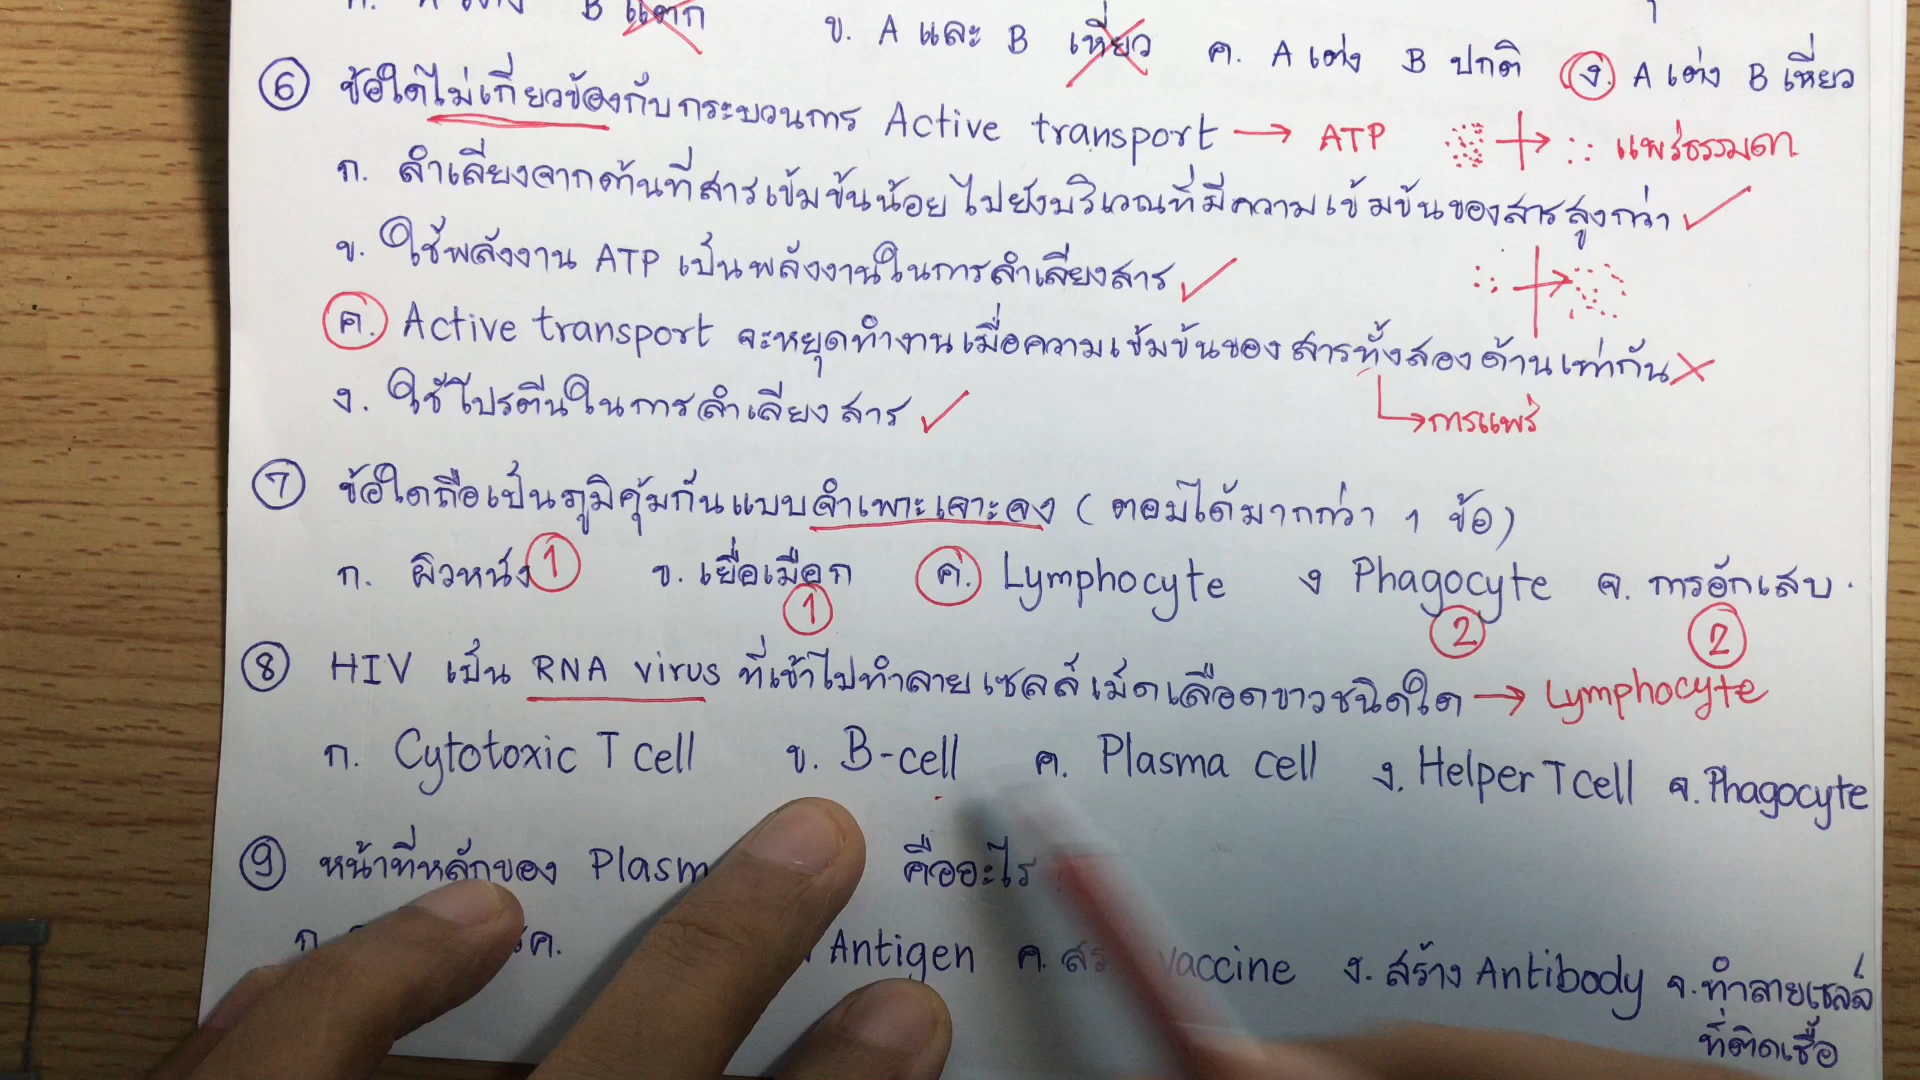 B แตก ข. A และ B เหี่ยว ค. A เต่ง B ปกติ ง. A เต่ง B เหี่ยว
6 ข้อใดไม่เกี่ยวข้องกับกระบวนการ Active transport → ATP แพร่ธรรมดา
ก. ลำเลียงจากด้านที่สารเข้มข้นน้อย ไปยังบริเวณที่มีความเข้มข้นของสารสูงกว่า ✓
ข. ใช้พลังงาน ATP เป็นพลังงานในการลำเลียงสาร ✓
ค. Active transport จะหยุดทำงานเมื่อความเข้มข้นของสารทั้งสองด้านเท่ากัน ✗
ง. ใช้โปรตีนในการลำเลียงสาร ✓ → การแพร่
7 ข้อใดถือเป็นภูมิคุ้มกันแบบจำเพาะเจาะจง (ตอบได้มากกว่า 1 ข้อ)
ก. ผิวหนัง 1 ข. เยื่อเมือก 1 ค. Lymphocyte ง Phagocyte 2 จ. การอักเสบ 2
8 HIV เป็น RNA virus ที่เข้าไปทำลายเซลล์เม็ดเลือดขาวชนิดใด → Lymphocyte
ก. Cytotoxic T cell ข. B-cell ค. Plasma cell ง. Helper T cell จ. Phagocyte
9 หน้าที่หลักของ Plasm คืออะไร
ก Antigen ค. vaccine ง. สร้าง Antibody จ. ทำลายเซลล์
ที่ติดเชื้อ